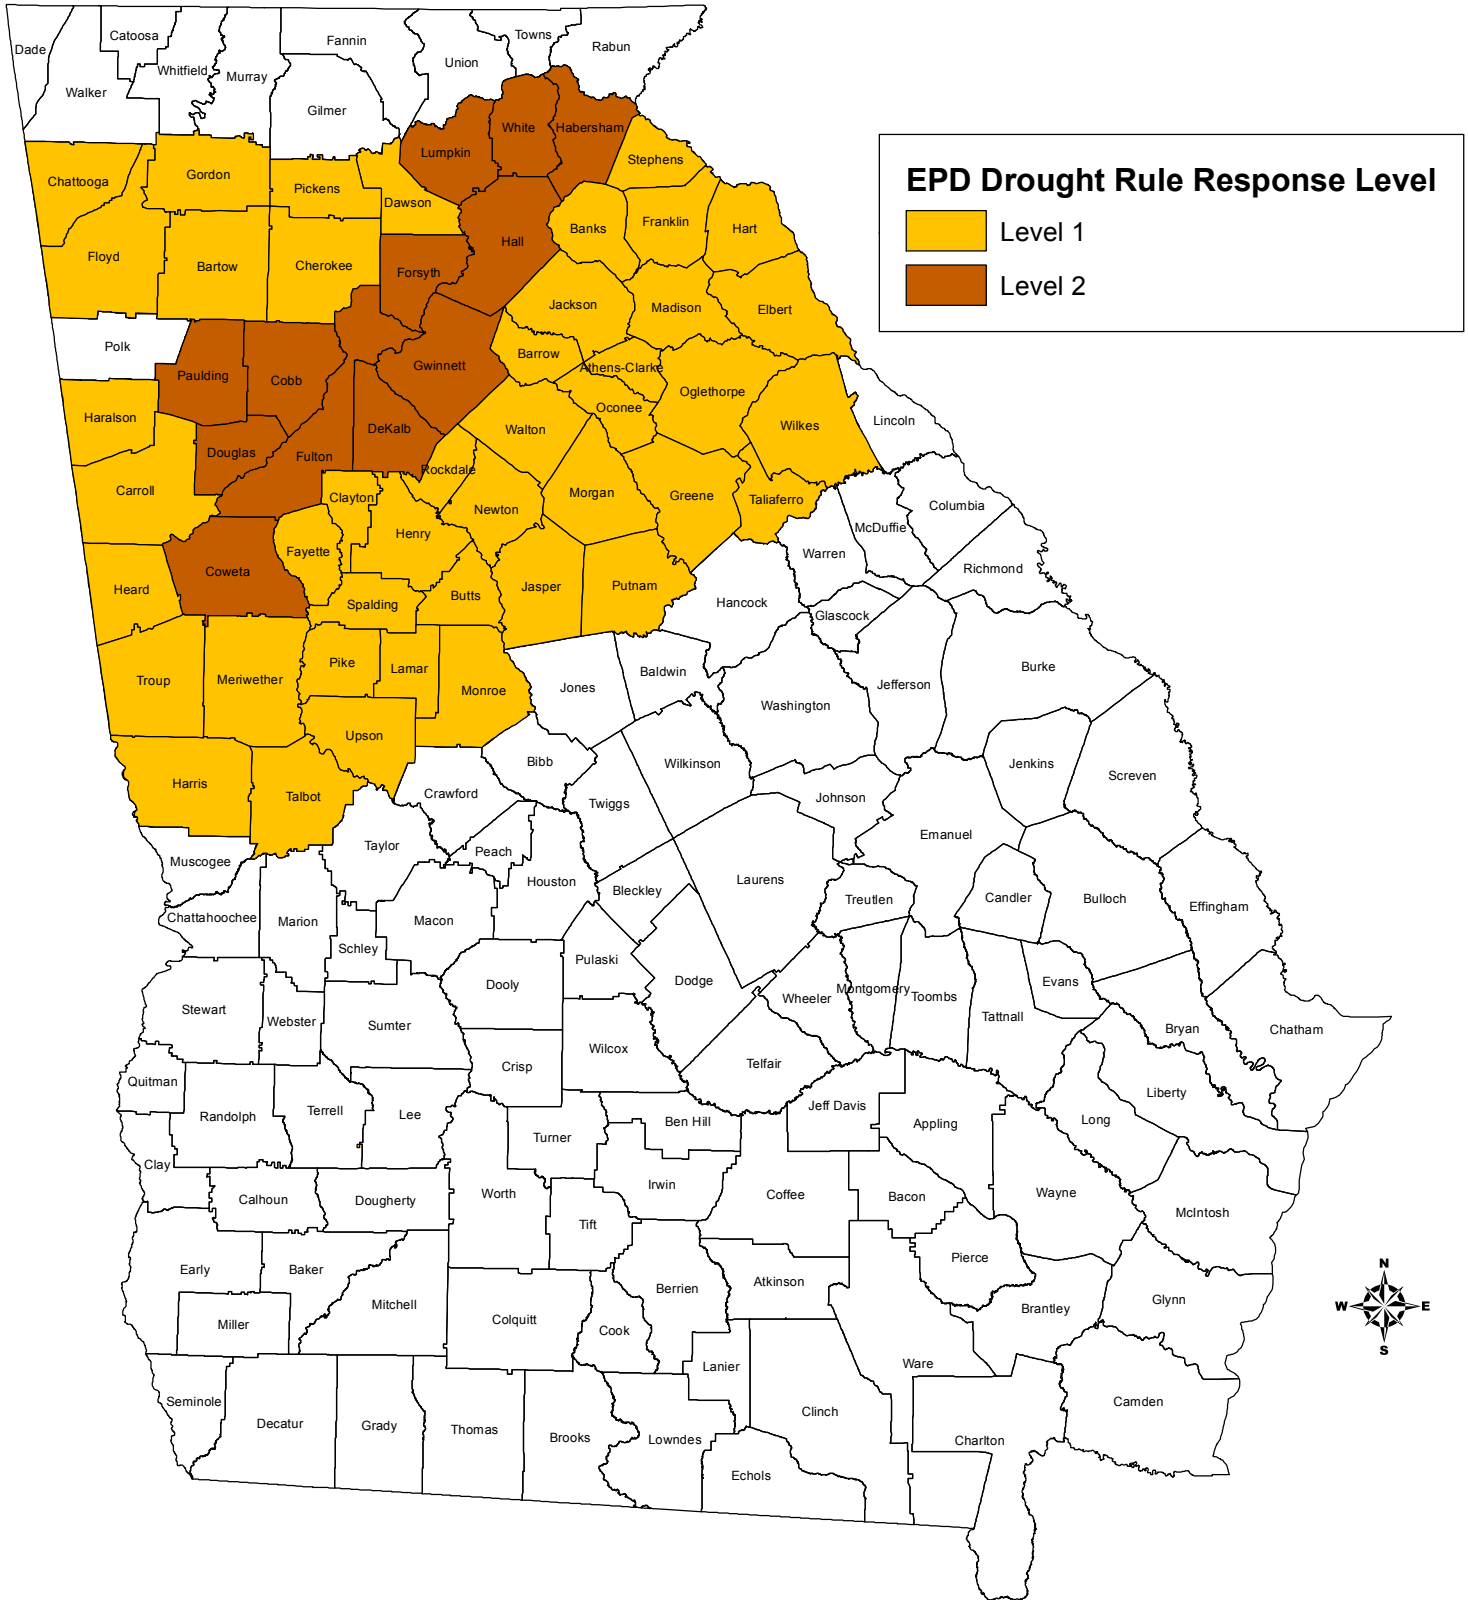 Dade
Catoosa
Whitfield
Walker
Murray
Fannin
Gilmer
Union
Towns
Rabun
Lumpkin
White
Habersham
Stephens
Chattooga
Gordon
Pickens
Dawson
Hall
Banks
Franklin
Hart
Floyd
Bartow
Cherokee
Forsyth
Jackson
Madison
Elbert
EPD Drought Rule Response Level
Level 1
Level 2
Polk
Paulding
Cobb
Gwinnett
Barrow
Athens-Clarke
Oglethorpe
Wilkes
Lincoln
Haralson
Douglas
Fulton
DeKalb
Rockdale
Walton
Oconee
Carroll
Clayton
Henry
Newton
Morgan
Greene
Taliaferro
Columbia
McDuffie
Warren
Richmond
Heard
Coweta
Fayette
Spalding
Butts
Jasper
Putnam
Hancock
Glascock
Troup
Meriwether
Pike
Lamar
Monroe
Jones
Baldwin
Washington
Jefferson
Burke
Upson
Harris
Talbot
Crawford
Bibb
Twiggs
Wilkinson
Johnson
Jenkins
Screven
Emanuel
Muscogee
Taylor
Peach
Houston
Bleckley
Laurens
Treutlen
Candler
Bulloch
Effingham
Chattahoochee
Marion
Schley
Macon
Dooly
Pulaski
Dodge
Wheeler
Montgomery
Toombs
Tattnall
Evans
Bryan
Chatham
Stewart
Webster
Sumter
Crisp
Wilcox
Telfair
Quitman
Randolph
Terrell
Lee
Turner
Ben Hill
Jeff Davis
Appling
Long
Liberty
Clay
Calhoun
Dougherty
Worth
Tift
Irwin
Coffee
Bacon
Wayne
McIntosh
Early
Baker
Mitchell
Miller
Colquitt
Cook
Berrien
Atkinson
Pierce
Brantley
Glynn
N
W
E
S
Seminole
Decatur
Grady
Thomas
Brooks
Lowndes
Lanier
Echols
Clinch
Ware
Charlton
Camden